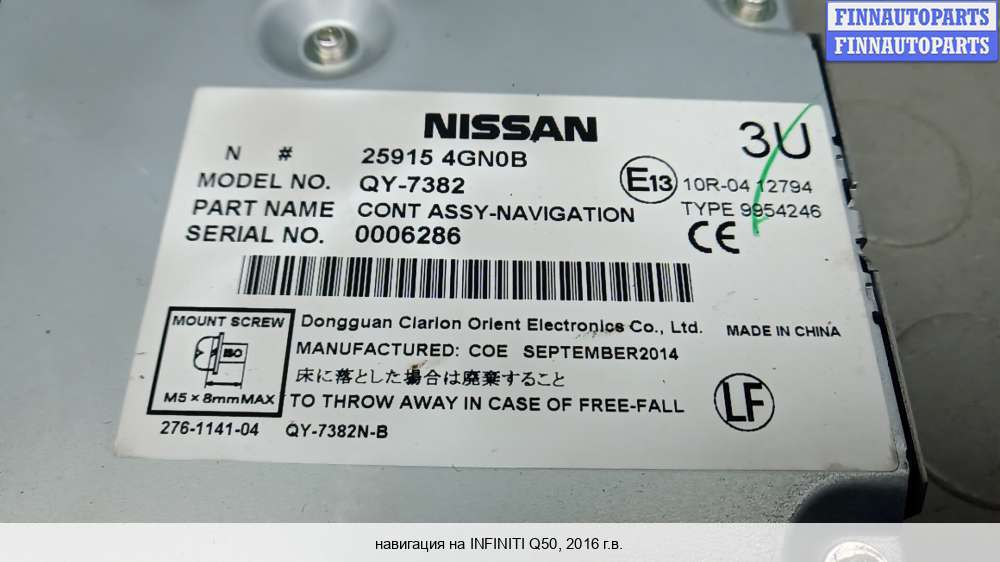 FINNAUTOPARTS
FINNAUTOPARTS
NISSAN
3U
N # 25915 4GN0B
MODEL NO. QY-7382
E13 10R-04 12794
PART NAME CONT ASSY-NAVIGATION
TYPE 9954246
SERIAL NO. 0006286
CE
MOUNT SCREW
ISO
M5 × 8mmMAX
Dongguan Clarion Orient Electronics Co., Ltd. MADE IN CHINA
MANUFACTURED: COE SEPTEMBER2014
床に落とした場合は廃棄すること
TO THROW AWAY IN CASE OF FREE-FALL
LF
276-1141-04 QY-7382N-B
навигация на INFINITI Q50, 2016 г.в.